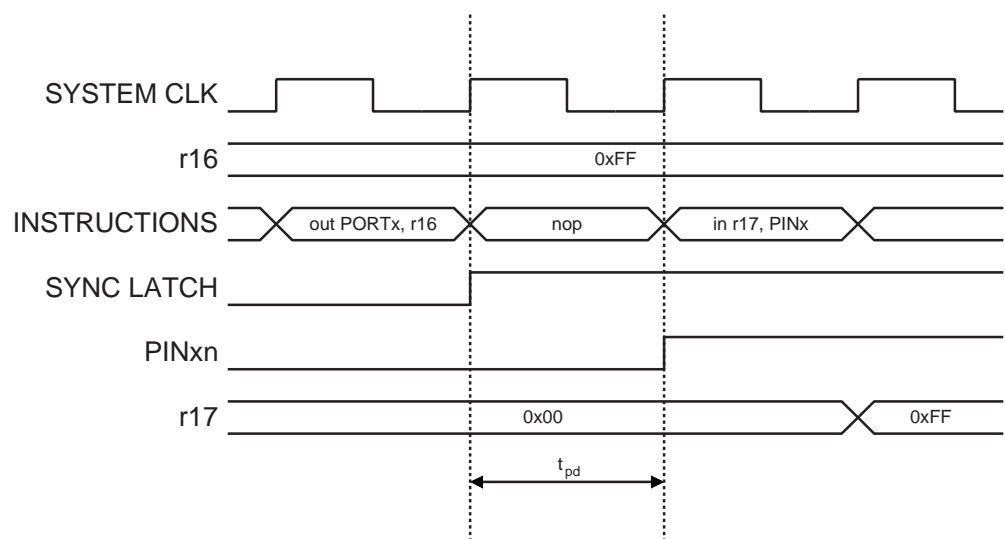 SYSTEM CLK
r16
0xFF
INSTRUCTIONS
out PORTx, r16
nop
in r17, PINx
SYNC LATCH
PINxn
r17
0x00
0xFF
tpd